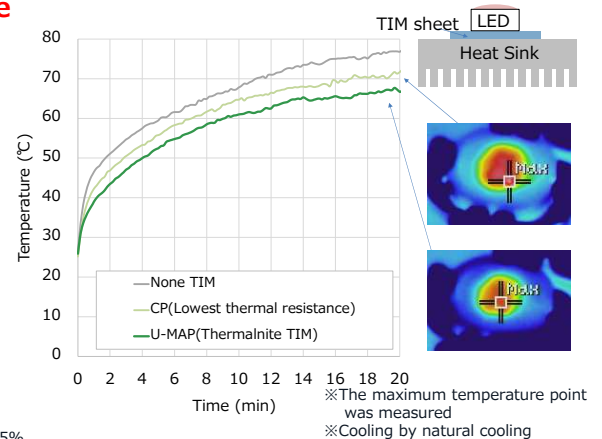 e
TIM sheet
LED
Heat Sink
80
70
60
50
40
30
20
10
0
Temperature (℃)
None TIM
CP(Lowest thermal resistance)
U-MAP(Thermalnite TIM)
0 2 4 6 8 10 12 14 16 18 20
Time (min)
Max
Max
※The maximum temperature point
was measured
※Cooling by natural cooling
5%